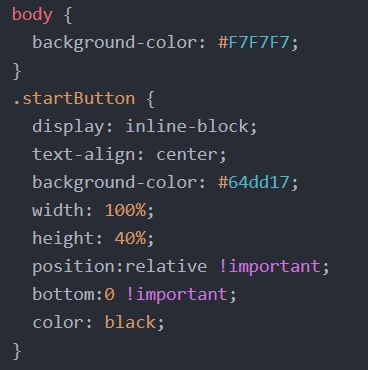 body {
  background-color: #F7F7F7;
}
.startButton {
  display: inline-block;
  text-align: center;
  background-color: #64dd17;
  width: 100%;
  height: 40%;
  position:relative !important;
  bottom:0 !important;
  color: black;
}